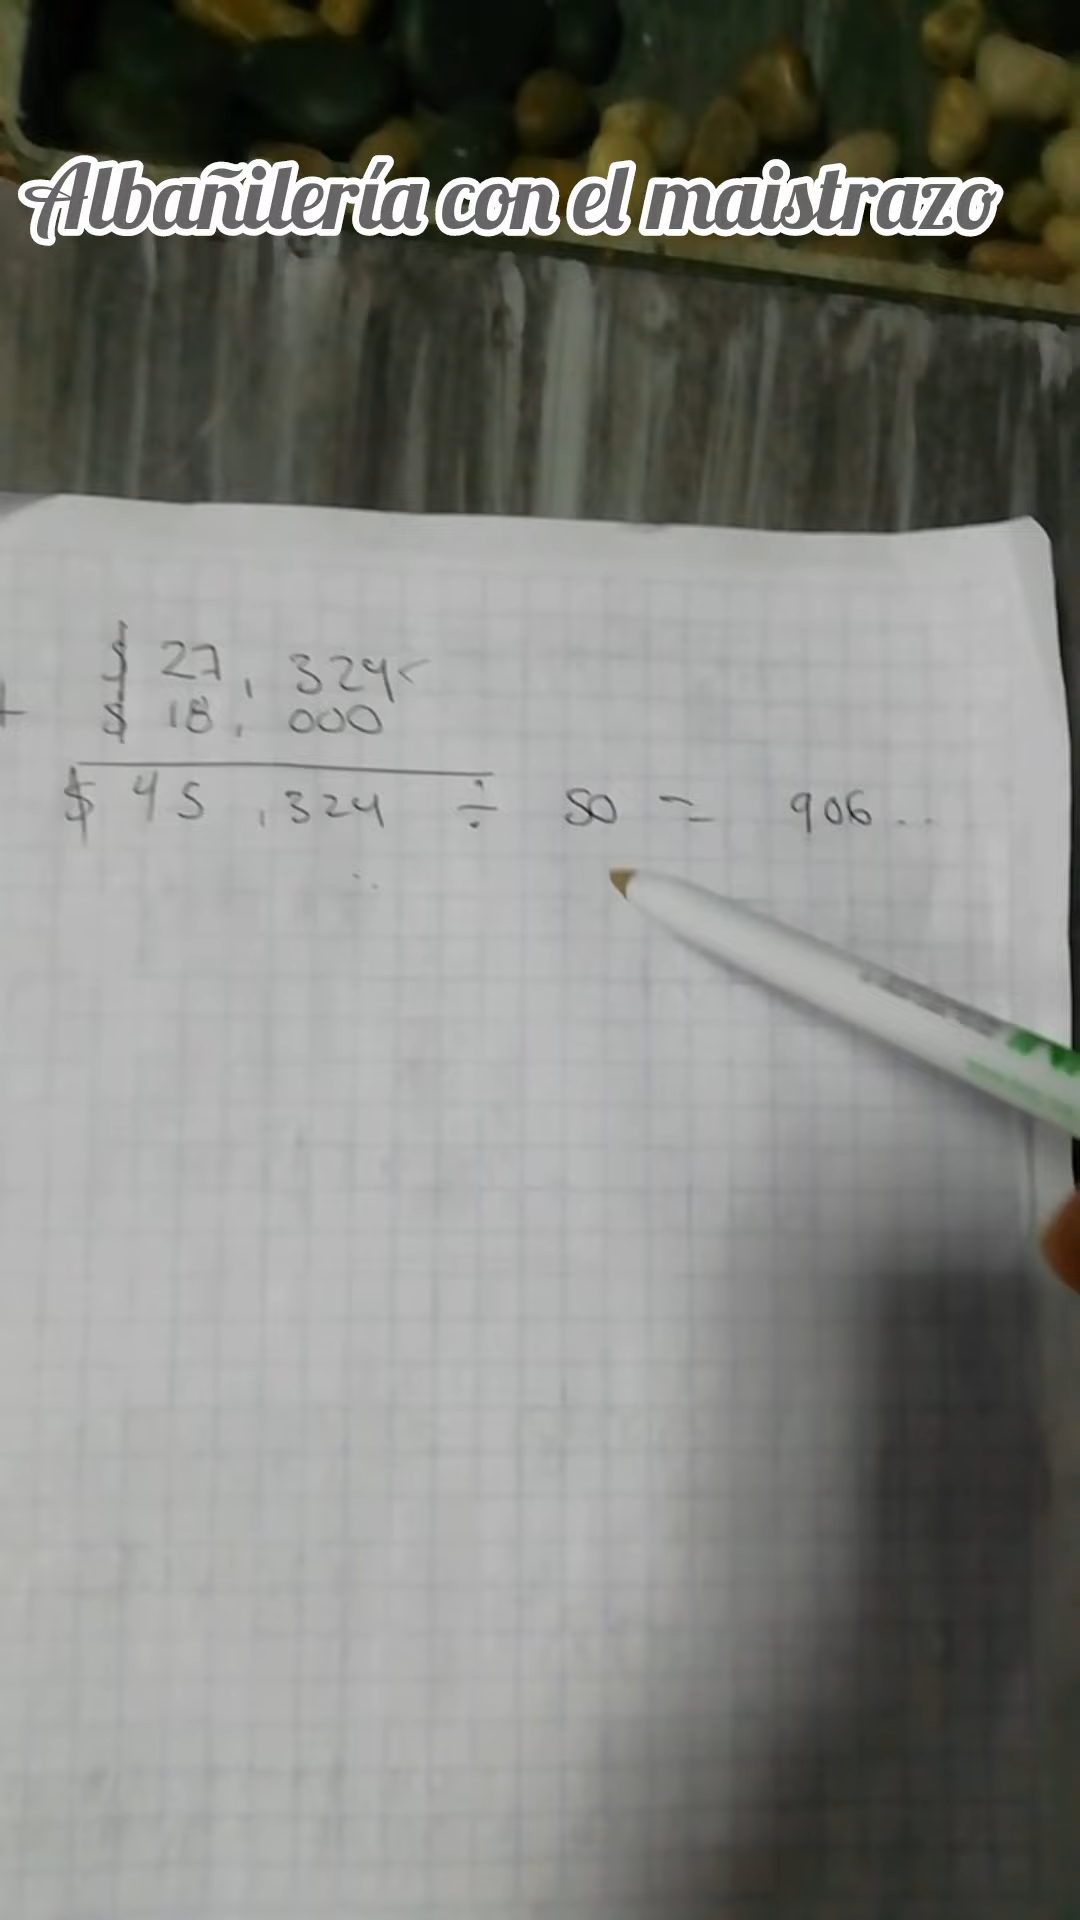 Albañilería con el maistrazo
$ 27, 324
+ $ 18, 000
$ 45, 324 ÷ 50 = 906..